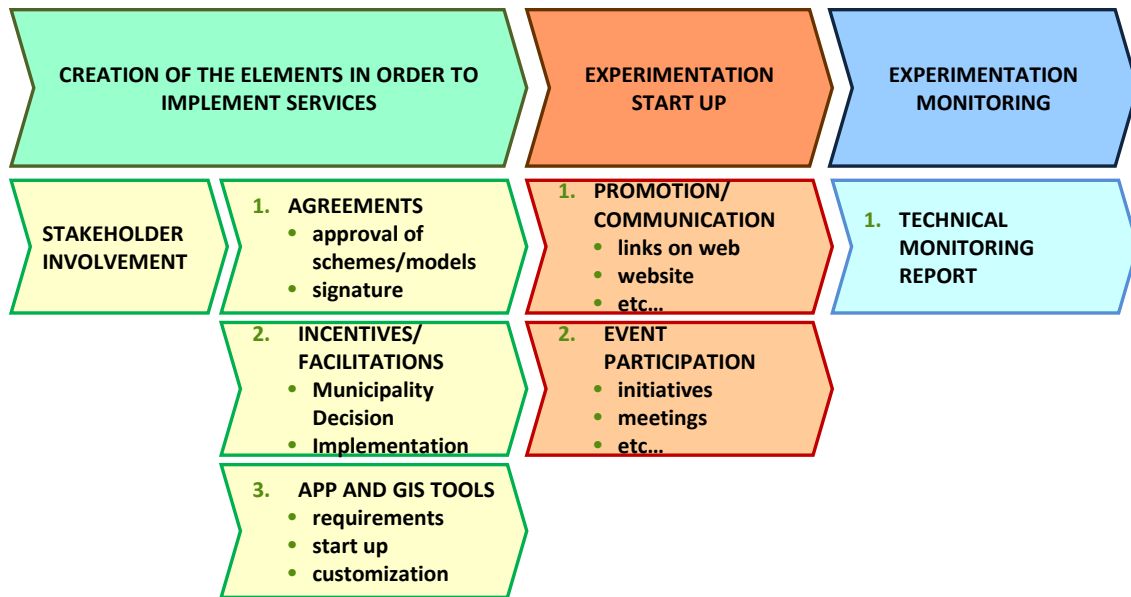 CREATION OF THE ELEMENTS IN ORDER TO
IMPLEMENT SERVICES
EXPERIMENTATION
START UP
EXPERIMENTATION
MONITORING
STAKEHOLDER
INVOLVEMENT
1. AGREEMENTS
• approval of
schemes/models
• signature
2. INCENTIVES/
FACILITATIONS
• Municipality
Decision
• Implementation
3. APP AND GIS TOOLS
• requirements
• start up
• customization
1. PROMOTION/
COMMUNICATION
• links on web
• website
• etc...
2. EVENT
PARTICIPATION
• initiatives
• meetings
• etc...
1. TECHNICAL
MONITORING
REPORT